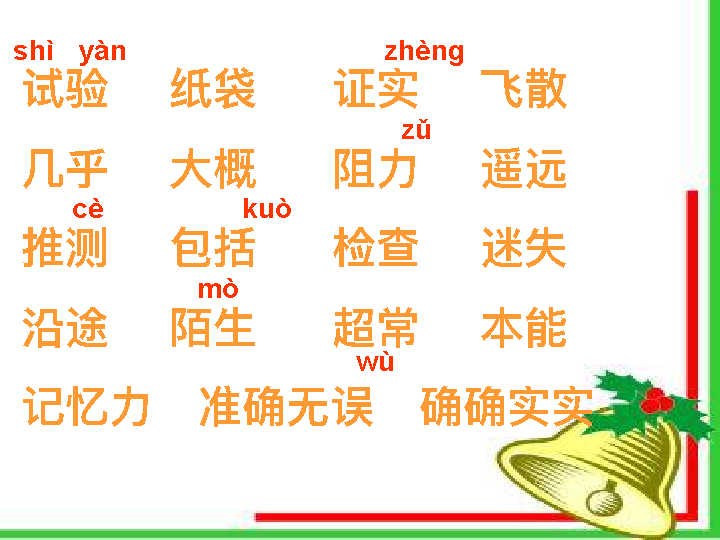 shì yàn zhèng
试验 纸袋 证实 飞散
zǔ
几乎 大概 阻力 遥远
cè kuò
推测 包括 检查 迷失
mò
沿途 陌生 超常 本能
wù
记忆力 准确无误 确确实实